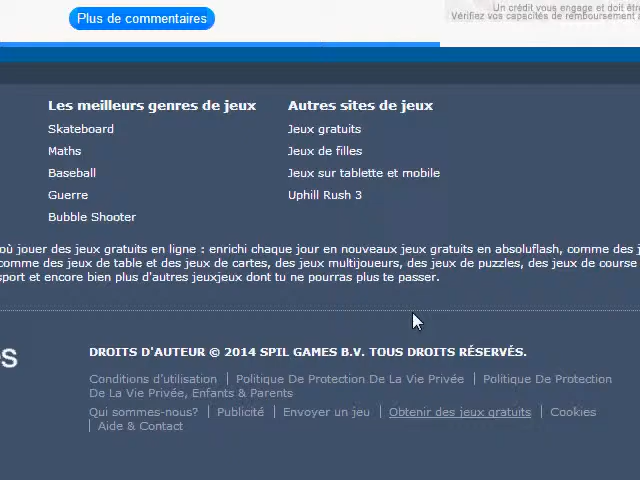 Plus de commentaires
Un crédit vous engage et doit être
Vérifiez vos capacités de remboursement
Les meilleurs genres de jeux
Autres sites de jeux
Skateboard
Jeux gratuits
Maths
Jeux de filles
Baseball
Jeux sur tablette et mobile
Guerre
Uphill Rush 3
Bubble Shooter
où jouer des jeux gratuits en ligne : enrichi chaque jour en nouveaux jeux gratuits en absoluflash, comme des j
comme des jeux de table et des jeux de cartes, des jeux multijoueurs, des jeux de puzzles, des jeux de course
sport et encore bien plus d'autres jeuxjeux dont tu ne pourras plus te passer.
DROITS D'AUTEUR © 2014 SPIL GAMES B.V. TOUS DROITS RÉSERVÉS.
Conditions d'utilisation | Politique De Protection De La Vie Privée | Politique De Protection
De La Vie Privée, Enfants & Parents
Qui sommes-nous? | Publicité | Envoyer un jeu | Obtenir des jeux gratuits | Cookies
| Aide & Contact